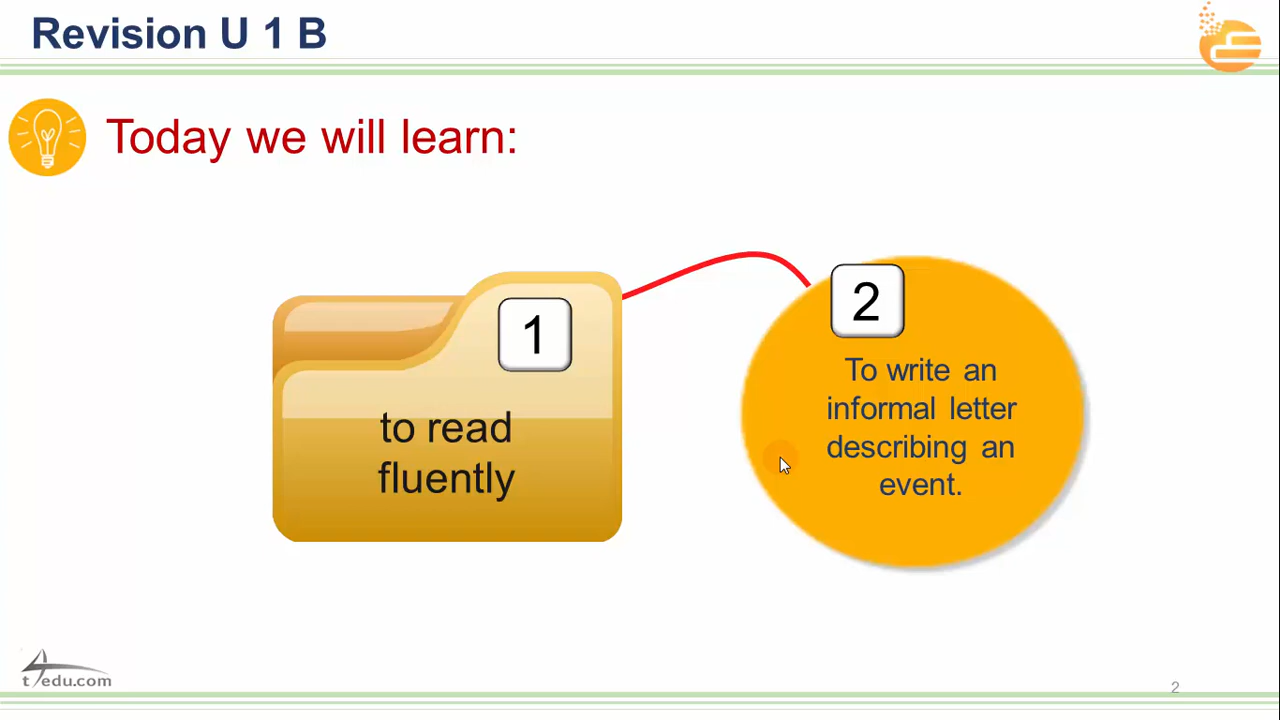 Revision U 1 B
Today we will learn:
1
to read
fluently
2
To write an
informal letter
describing an
event.
t4edu.com
2